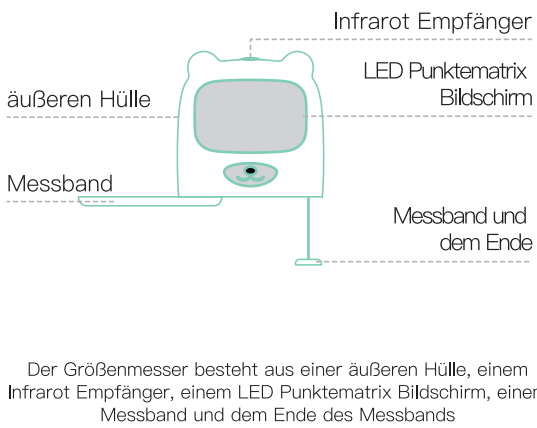 Infrarot Empfänger
LED Punktematrix
Bildschirm
äußeren Hülle
Messband
Messband und
dem Ende
Der Größenmesser besteht aus einer äußeren Hülle, einem
Infrarot Empfänger, einem LED Punktematrix Bildschirm, einer
Messband und dem Ende des Messbands